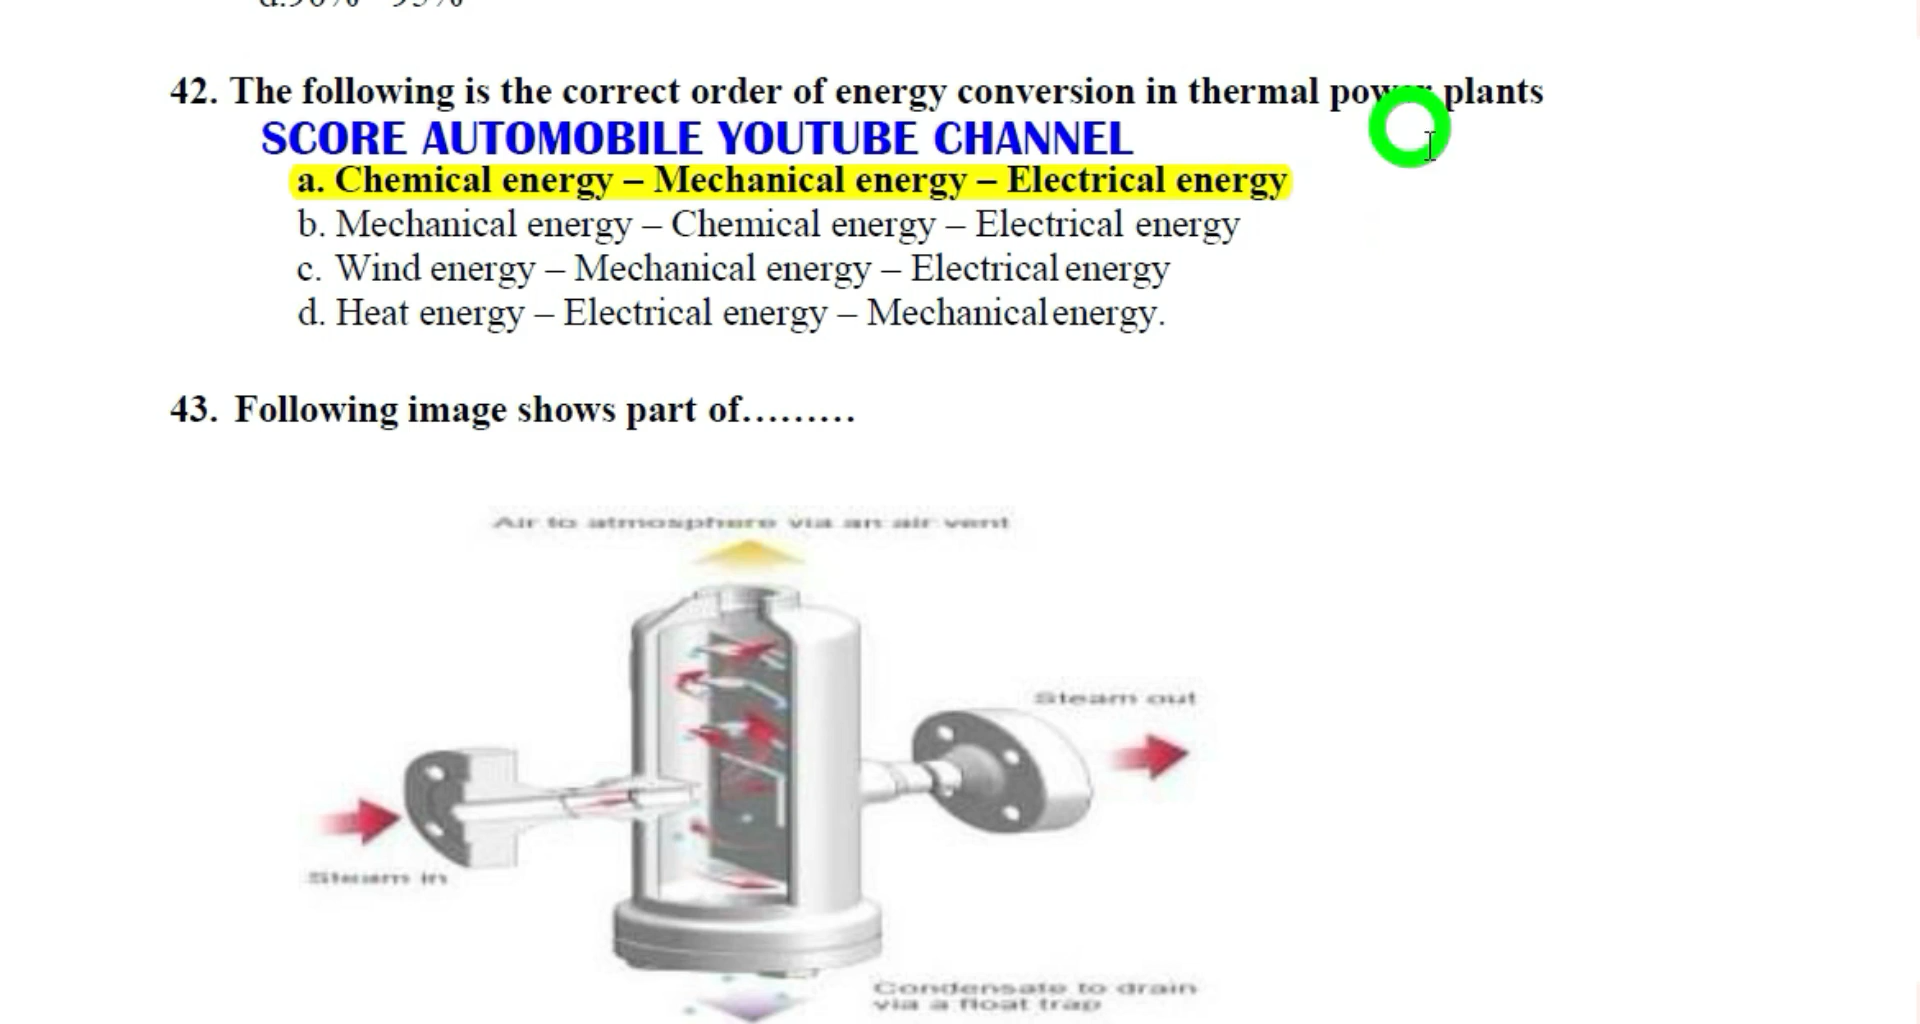 42. The following is the correct order of energy conversion in thermal power plants
SCORE AUTOMOBILE YOUTUBE CHANNEL
a. Chemical energy – Mechanical energy – Electrical energy
b. Mechanical energy – Chemical energy – Electrical energy
c. Wind energy – Mechanical energy – Electrical energy
d. Heat energy – Electrical energy – Mechanical energy.
43. Following image shows part of.........
Air to atmosphere via an air vent
Steam out
Steam in
Condensate to drain
via a float trap